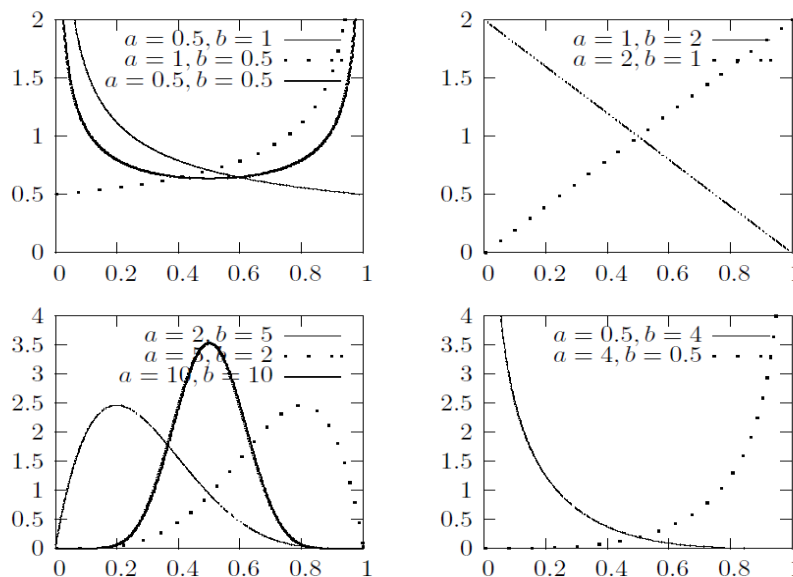 2
1.5
1
0.5
0
0 0.2 0.4 0.6 0.8 1
a = 0.5, b = 1
a = 1, b = 0.5
a = 0.5, b = 0.5
2
1.5
1
0.5
0
0 0.2 0.4 0.6 0.8 1
a = 1, b = 2
a = 2, b = 1
4
3.5
3
2.5
2
1.5
1
0.5
0
0 0.2 0.4 0.6 0.8 1
a = 2, b = 5
a = 5, b = 2
a = 10, b = 10
4
3.5
3
2.5
2
1.5
1
0.5
0
0 0.2 0.4 0.6 0.8 1
a = 0.5, b = 4
a = 4, b = 0.5